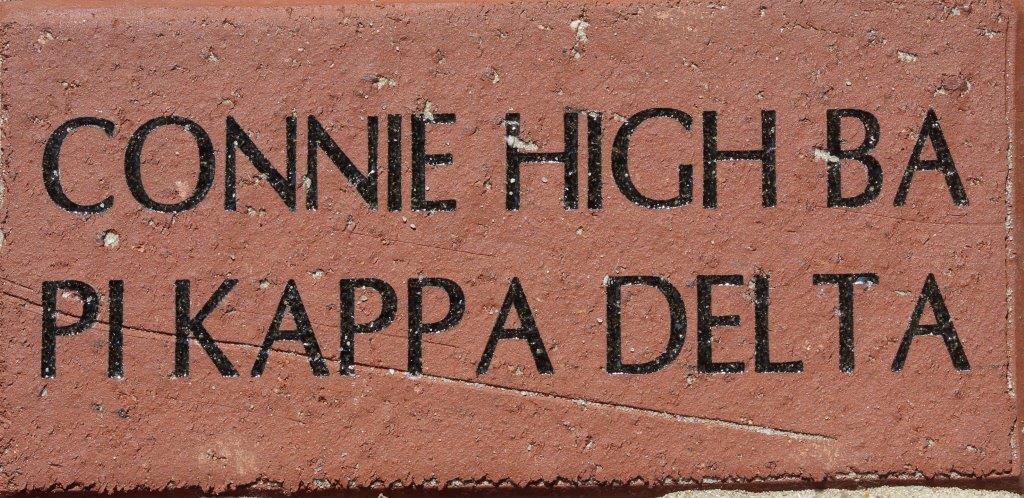 CONNIE HIGH BA
PI KAPPA DELTA